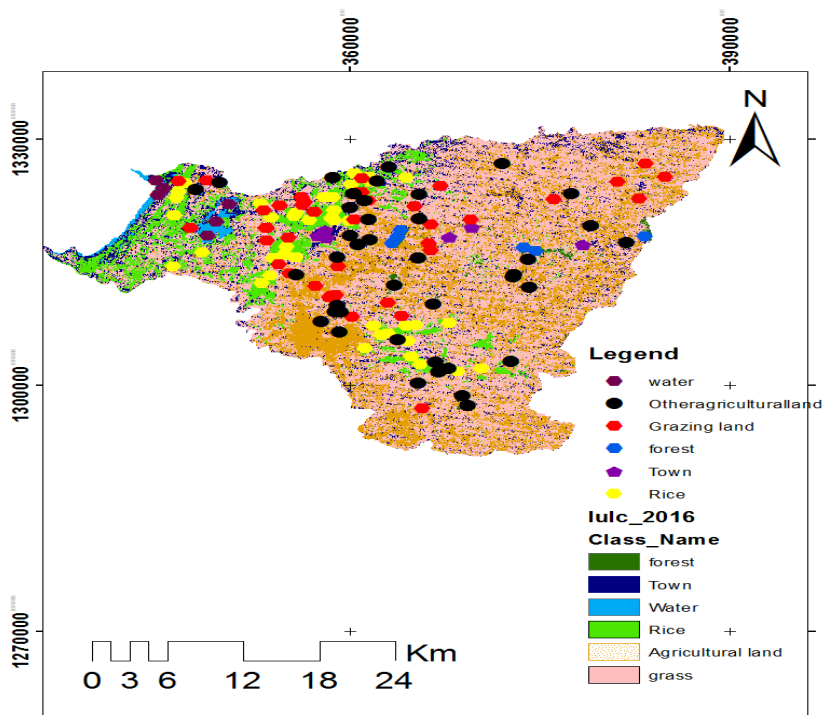 360000
390000
N
1330000
1300000
1270000
Legend
water
Otheragriculturalland
Grazing land
forest
Town
Rice
lulc_2016
Class_Name
forest
Town
Water
Rice
Agricultural land
grass
Km
0 3 6 12 18 24